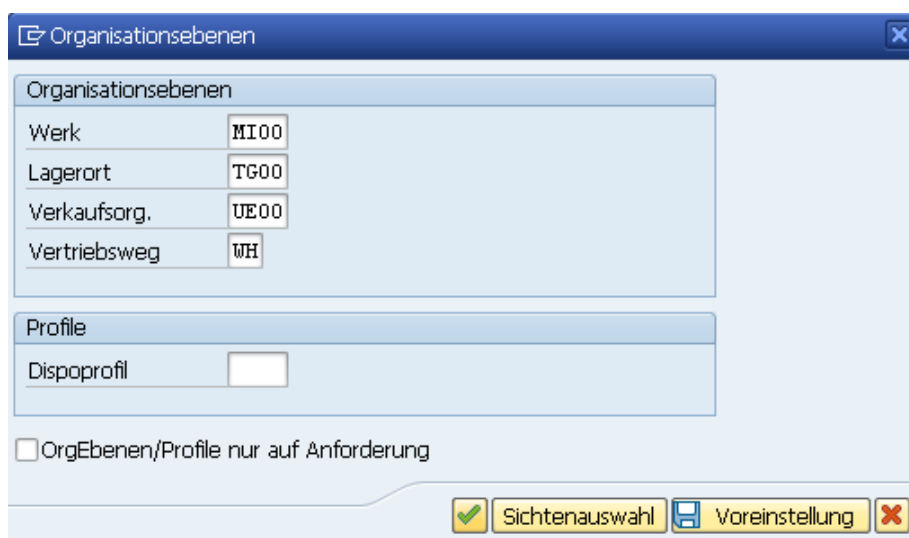 Organisationsebenen
Organisationsebenen
Werk MI00
Lagerort TG00
Verkaufsorg. UE00
Vertriebsweg WH
Profile
Dispoprofil
OrgEbenen/Profile nur auf Anforderung
Sichtenauswahl Voreinstellung